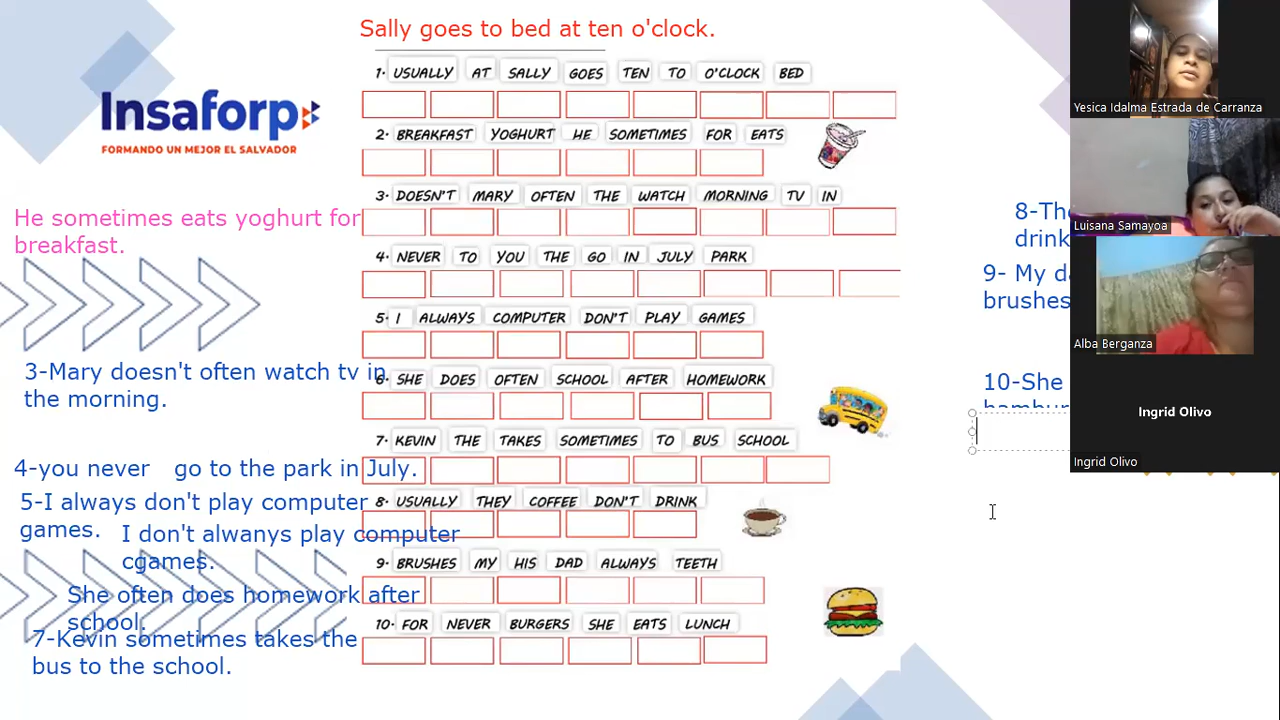 Sally goes to bed at ten o'clock.
1· USUALLY AT SALLY GOES TEN TO O'CLOCK BED
Insaforp
FORMANDO UN MEJOR EL SALVADOR
2· BREAKFAST YOGHURT HE SOMETIMES FOR EATS
3· DOESN'T MARY OFTEN THE WATCH MORNING TV IN
He sometimes eats yoghurt for
breakfast.
4· NEVER TO YOU THE GO IN JULY PARK
5· I ALWAYS COMPUTER DON'T PLAY GAMES
3-Mary doesn't often watch tv in
the morning.
6· SHE DOES OFTEN SCHOOL AFTER HOMEWORK
7· KEVIN THE TAKES SOMETIMES TO BUS SCHOOL
4-you never go to the park in July.
5-I always don't play computer
games.
8· USUALLY THEY COFFEE DON'T DRINK
I don't alwanys play computer
cgames.
9· BRUSHES MY HIS DAD ALWAYS TEETH
She often does homework after
school.
10· FOR NEVER BURGERS SHE EATS LUNCH
7-Kevin sometimes takes the
bus to the school.
8-The
drink
9- My da
brushes
10-She
hambur
Yesica Idalma Estrada de Carranza
Luisana Samayoa
Alba Berganza
Ingrid Olivo
Ingrid Olivo